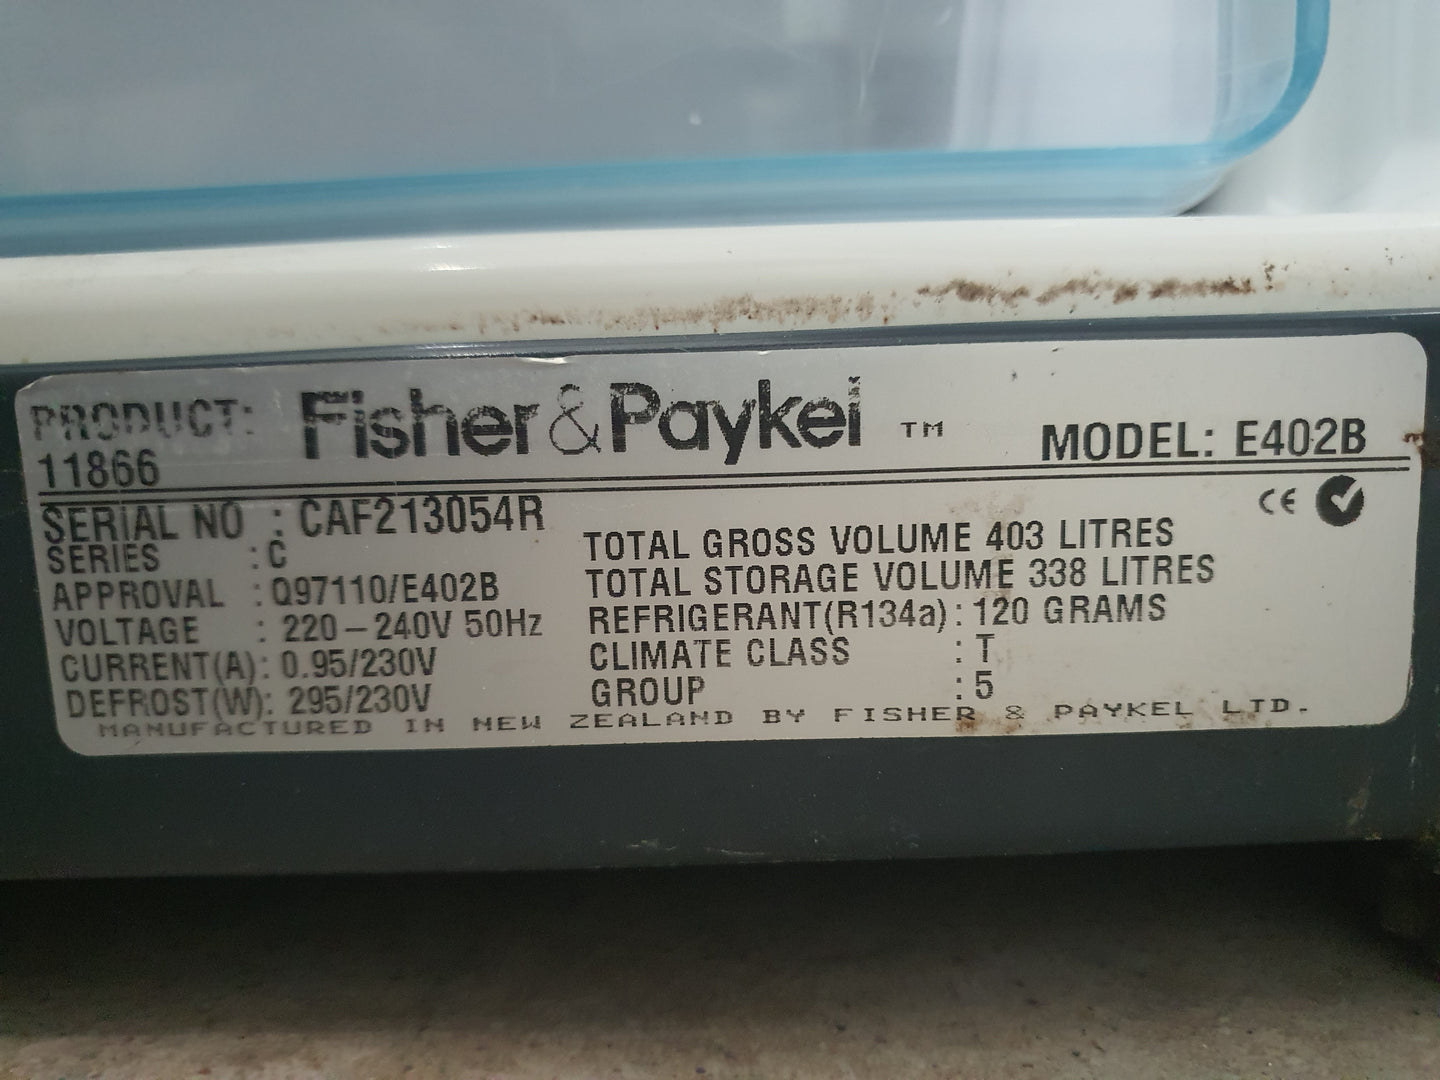 PRODUCT: Fisher&Paykel ™ MODEL: E402B
11866
SERIAL NO : CAF213054R
SERIES : C
APPROVAL : Q97110/E402B
VOLTAGE : 220-240V 50Hz
CURRENT(A): 0.95/230V
DEFROST(W): 295/230V
CE
TOTAL GROSS VOLUME 403 LITRES
TOTAL STORAGE VOLUME 338 LITRES
REFRIGERANT(R134a): 120 GRAMS
CLIMATE CLASS : T
GROUP : 5
MANUFACTURED IN NEW ZEALAND BY FISHER & PAYKEL LTD.